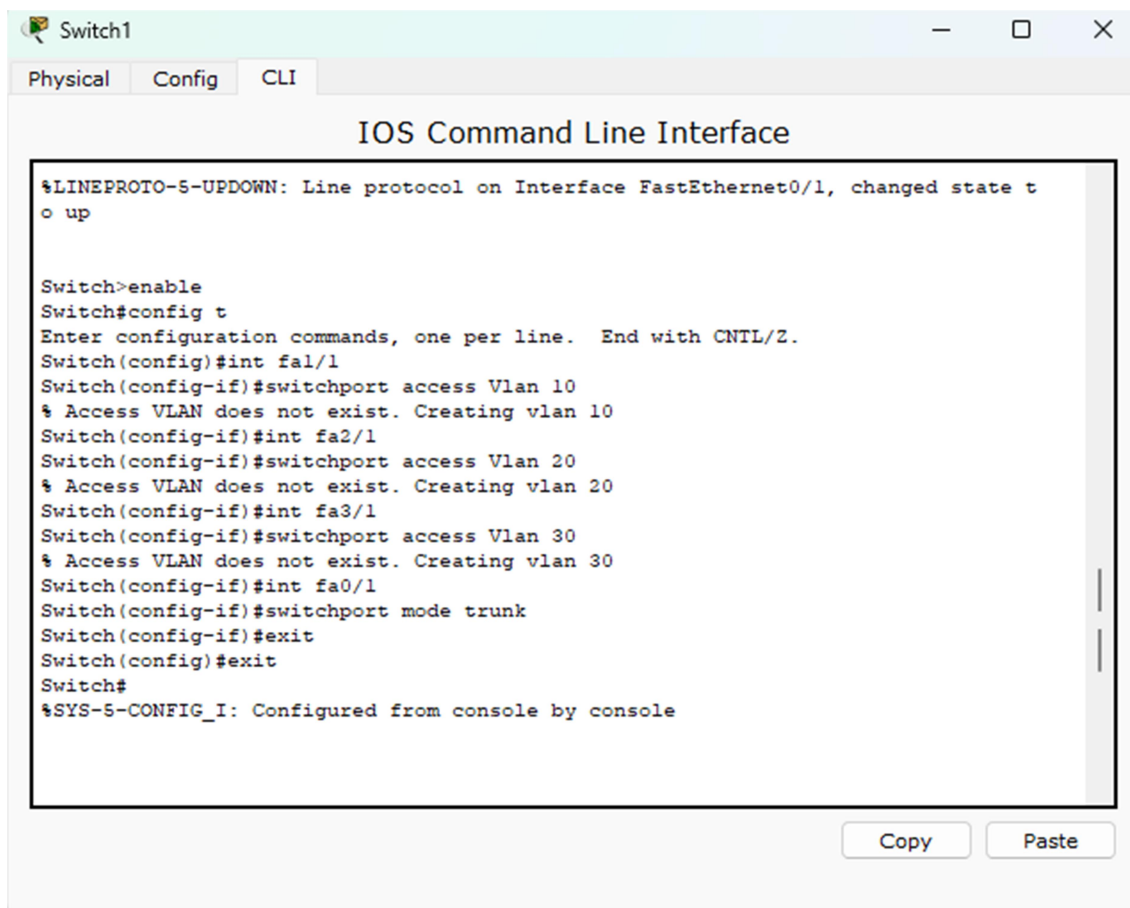 Switch1
Physical Config CLI
IOS Command Line Interface
%LINEPROTO-5-UPDOWN: Line protocol on Interface FastEthernet0/1, changed state t
o up
Switch>enable
Switch#config t
Enter configuration commands, one per line.  End with CNTL/Z.
Switch(config)#int fa1/1
Switch(config-if)#switchport access Vlan 10
% Access VLAN does not exist. Creating vlan 10
Switch(config-if)#int fa2/1
Switch(config-if)#switchport access Vlan 20
% Access VLAN does not exist. Creating vlan 20
Switch(config-if)#int fa3/1
Switch(config-if)#switchport access Vlan 30
% Access VLAN does not exist. Creating vlan 30
Switch(config-if)#int fa0/1
Switch(config-if)#switchport mode trunk
Switch(config-if)#exit
Switch(config)#exit
Switch#
%SYS-5-CONFIG_I: Configured from console by console
Copy Paste